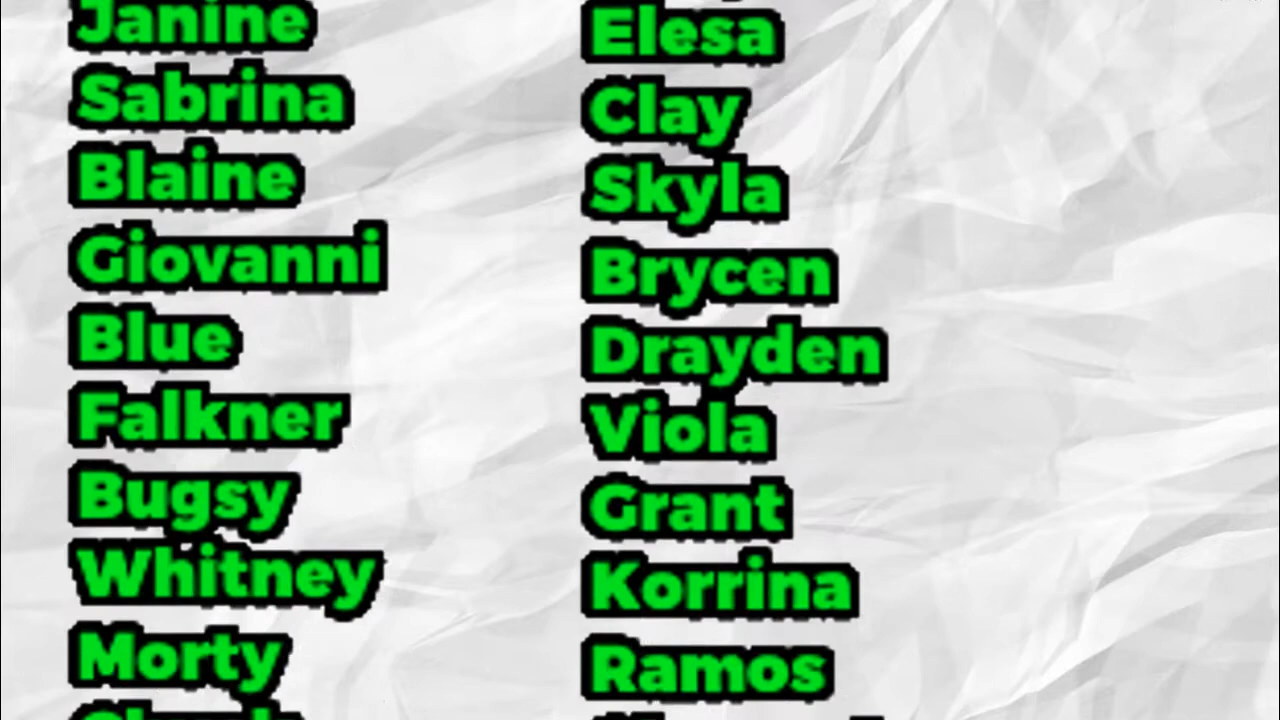 Janine
Sabrina
Blaine
Giovanni
Blue
Falkner
Bugsy
Whitney
Morty
Elesa
Clay
Skyla
Brycen
Drayden
Viola
Grant
Korrina
Ramos